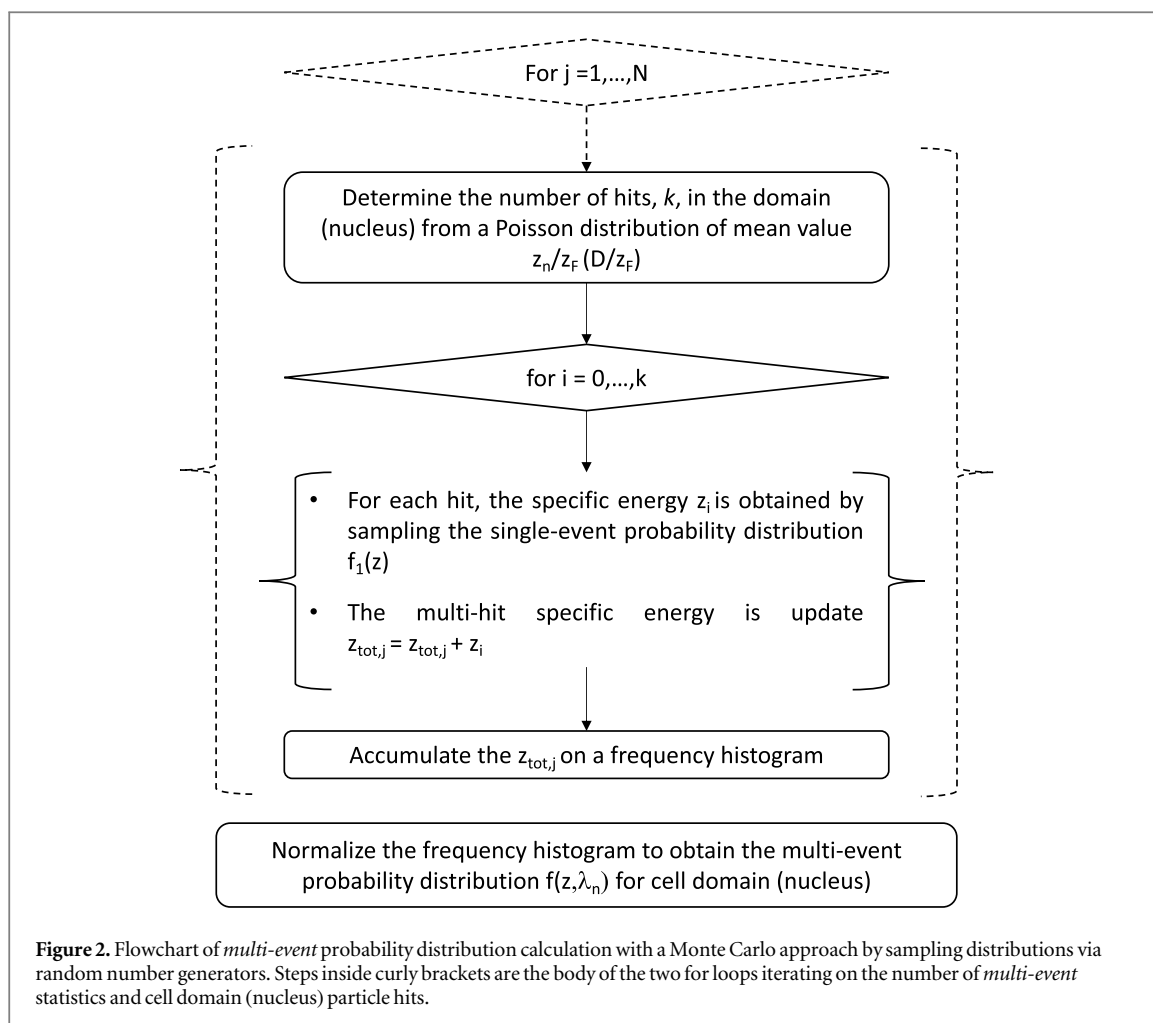 For j =1,...,N
Determine the number of hits, k, in the domain
(nucleus) from a Poisson distribution of mean value
zn/zF (D/zF)
for i = 0,...,k
• For each hit, the specific energy zi is obtained by
sampling the single-event probability distribution
f1(z)
• The multi-hit specific energy is update
ztot,j = ztot,j + zi
Accumulate the ztot,j on a frequency histogram
Normalize the frequency histogram to obtain the multi-event
probability distribution f(z,λn) for cell domain (nucleus)
Figure 2. Flowchart of multi-event probability distribution calculation with a Monte Carlo approach by sampling distributions via
random number generators. Steps inside curly brackets are the body of the two for loops iterating on the number of multi-event
statistics and cell domain (nucleus) particle hits.